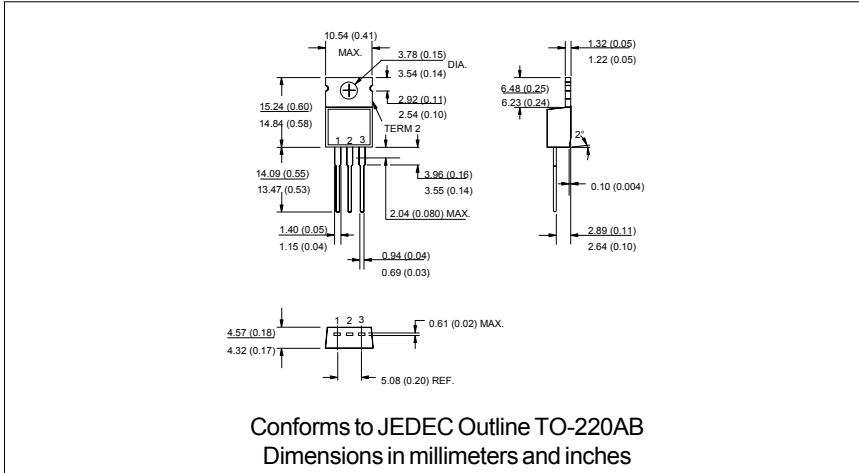 10.54 (0.41)
MAX.
3.78 (0.15)
3.54 (0.14)
DIA.
2.92 (0.11)
2.54 (0.10)
15.24 (0.60)
14.84 (0.58)
TERM 2
1 2 3
14.09 (0.55)
13.47 (0.53)
3.96 (0.16)
3.55 (0.14)
2.04 (0.080) MAX.
1.40 (0.05)
1.15 (0.04)
0.94 (0.04)
0.69 (0.03)
1.32 (0.05)
1.22 (0.05)
6.48 (0.25)
6.23 (0.24)
2°
0.10 (0.004)
2.89 (0.11)
2.64 (0.10)
1 2 3
4.57 (0.18)
4.32 (0.17)
0.61 (0.02) MAX.
5.08 (0.20) REF.
Conforms to JEDEC Outline TO-220AB
Dimensions in millimeters and inches